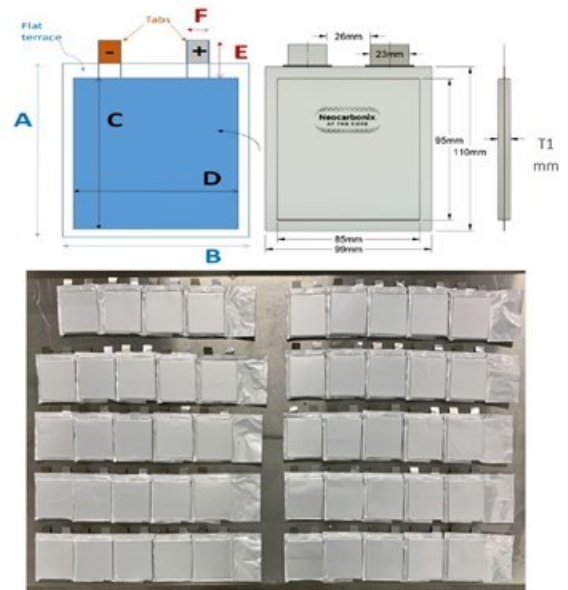 Flat
terrace
Tabs
F
E
-
+
A
C
D
B
26mm
23mm
Neocarbonix
AT THE CORE
95mm
110mm
85mm
99mm
T1
mm